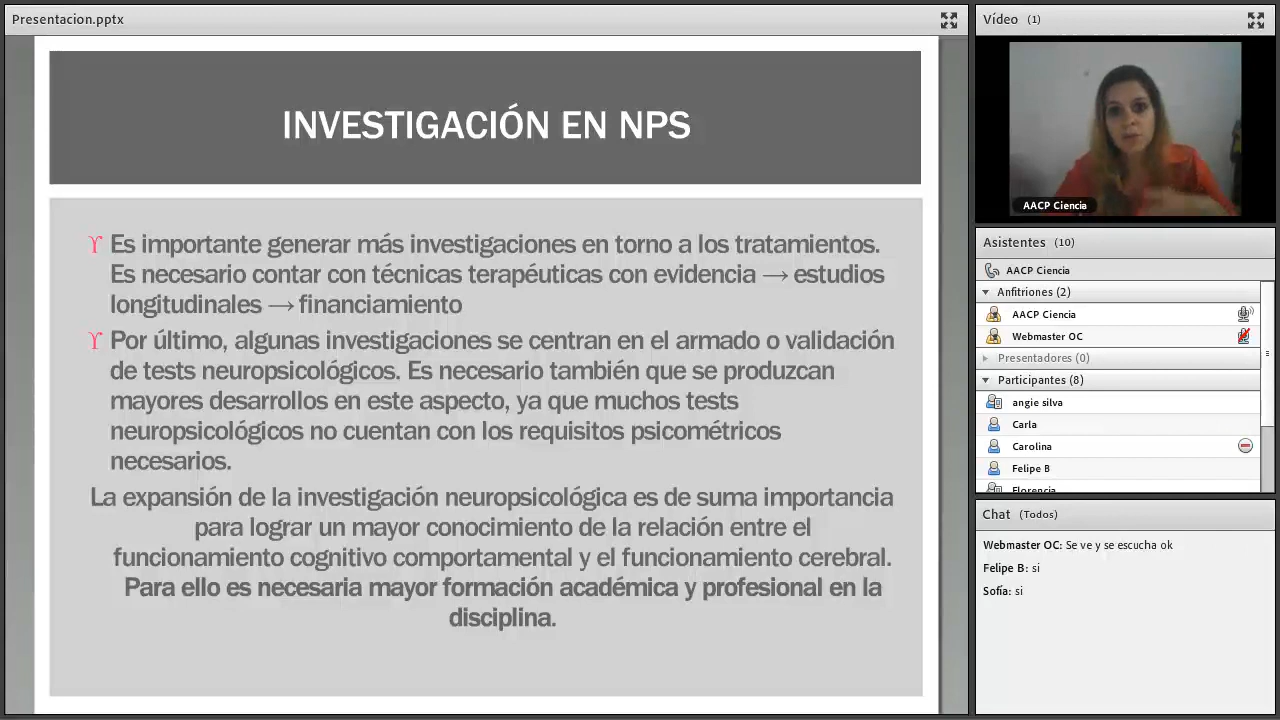 Presentacion.pptx
INVESTIGACIÓN EN NPS
Es importante generar más investigaciones en torno a los tratamientos.
Es necesario contar con técnicas terapéuticas con evidencia → estudios
longitudinales → financiamiento
Por último, algunas investigaciones se centran en el armado o validación
de tests neuropsicológicos. Es necesario también que se produzcan
mayores desarrollos en este aspecto, ya que muchos tests
neuropsicológicos no cuentan con los requisitos psicométricos
necesarios.
La expansión de la investigación neuropsicológica es de suma importancia
para lograr un mayor conocimiento de la relación entre el
funcionamiento cognitivo comportamental y el funcionamiento cerebral.
Para ello es necesaria mayor formación académica y profesional en la
disciplina.
Vídeo (1)
AACP Ciencia
Asistentes (10)
AACP Ciencia
Anfitriones (2)
AACP Ciencia
Webmaster OC
Presentadores (0)
Participantes (8)
angie silva
Carla
Carolina
Felipe B
Florencia
Chat (Todos)
Webmaster OC: Se ve y se escucha ok
Felipe B: si
Sofía: si